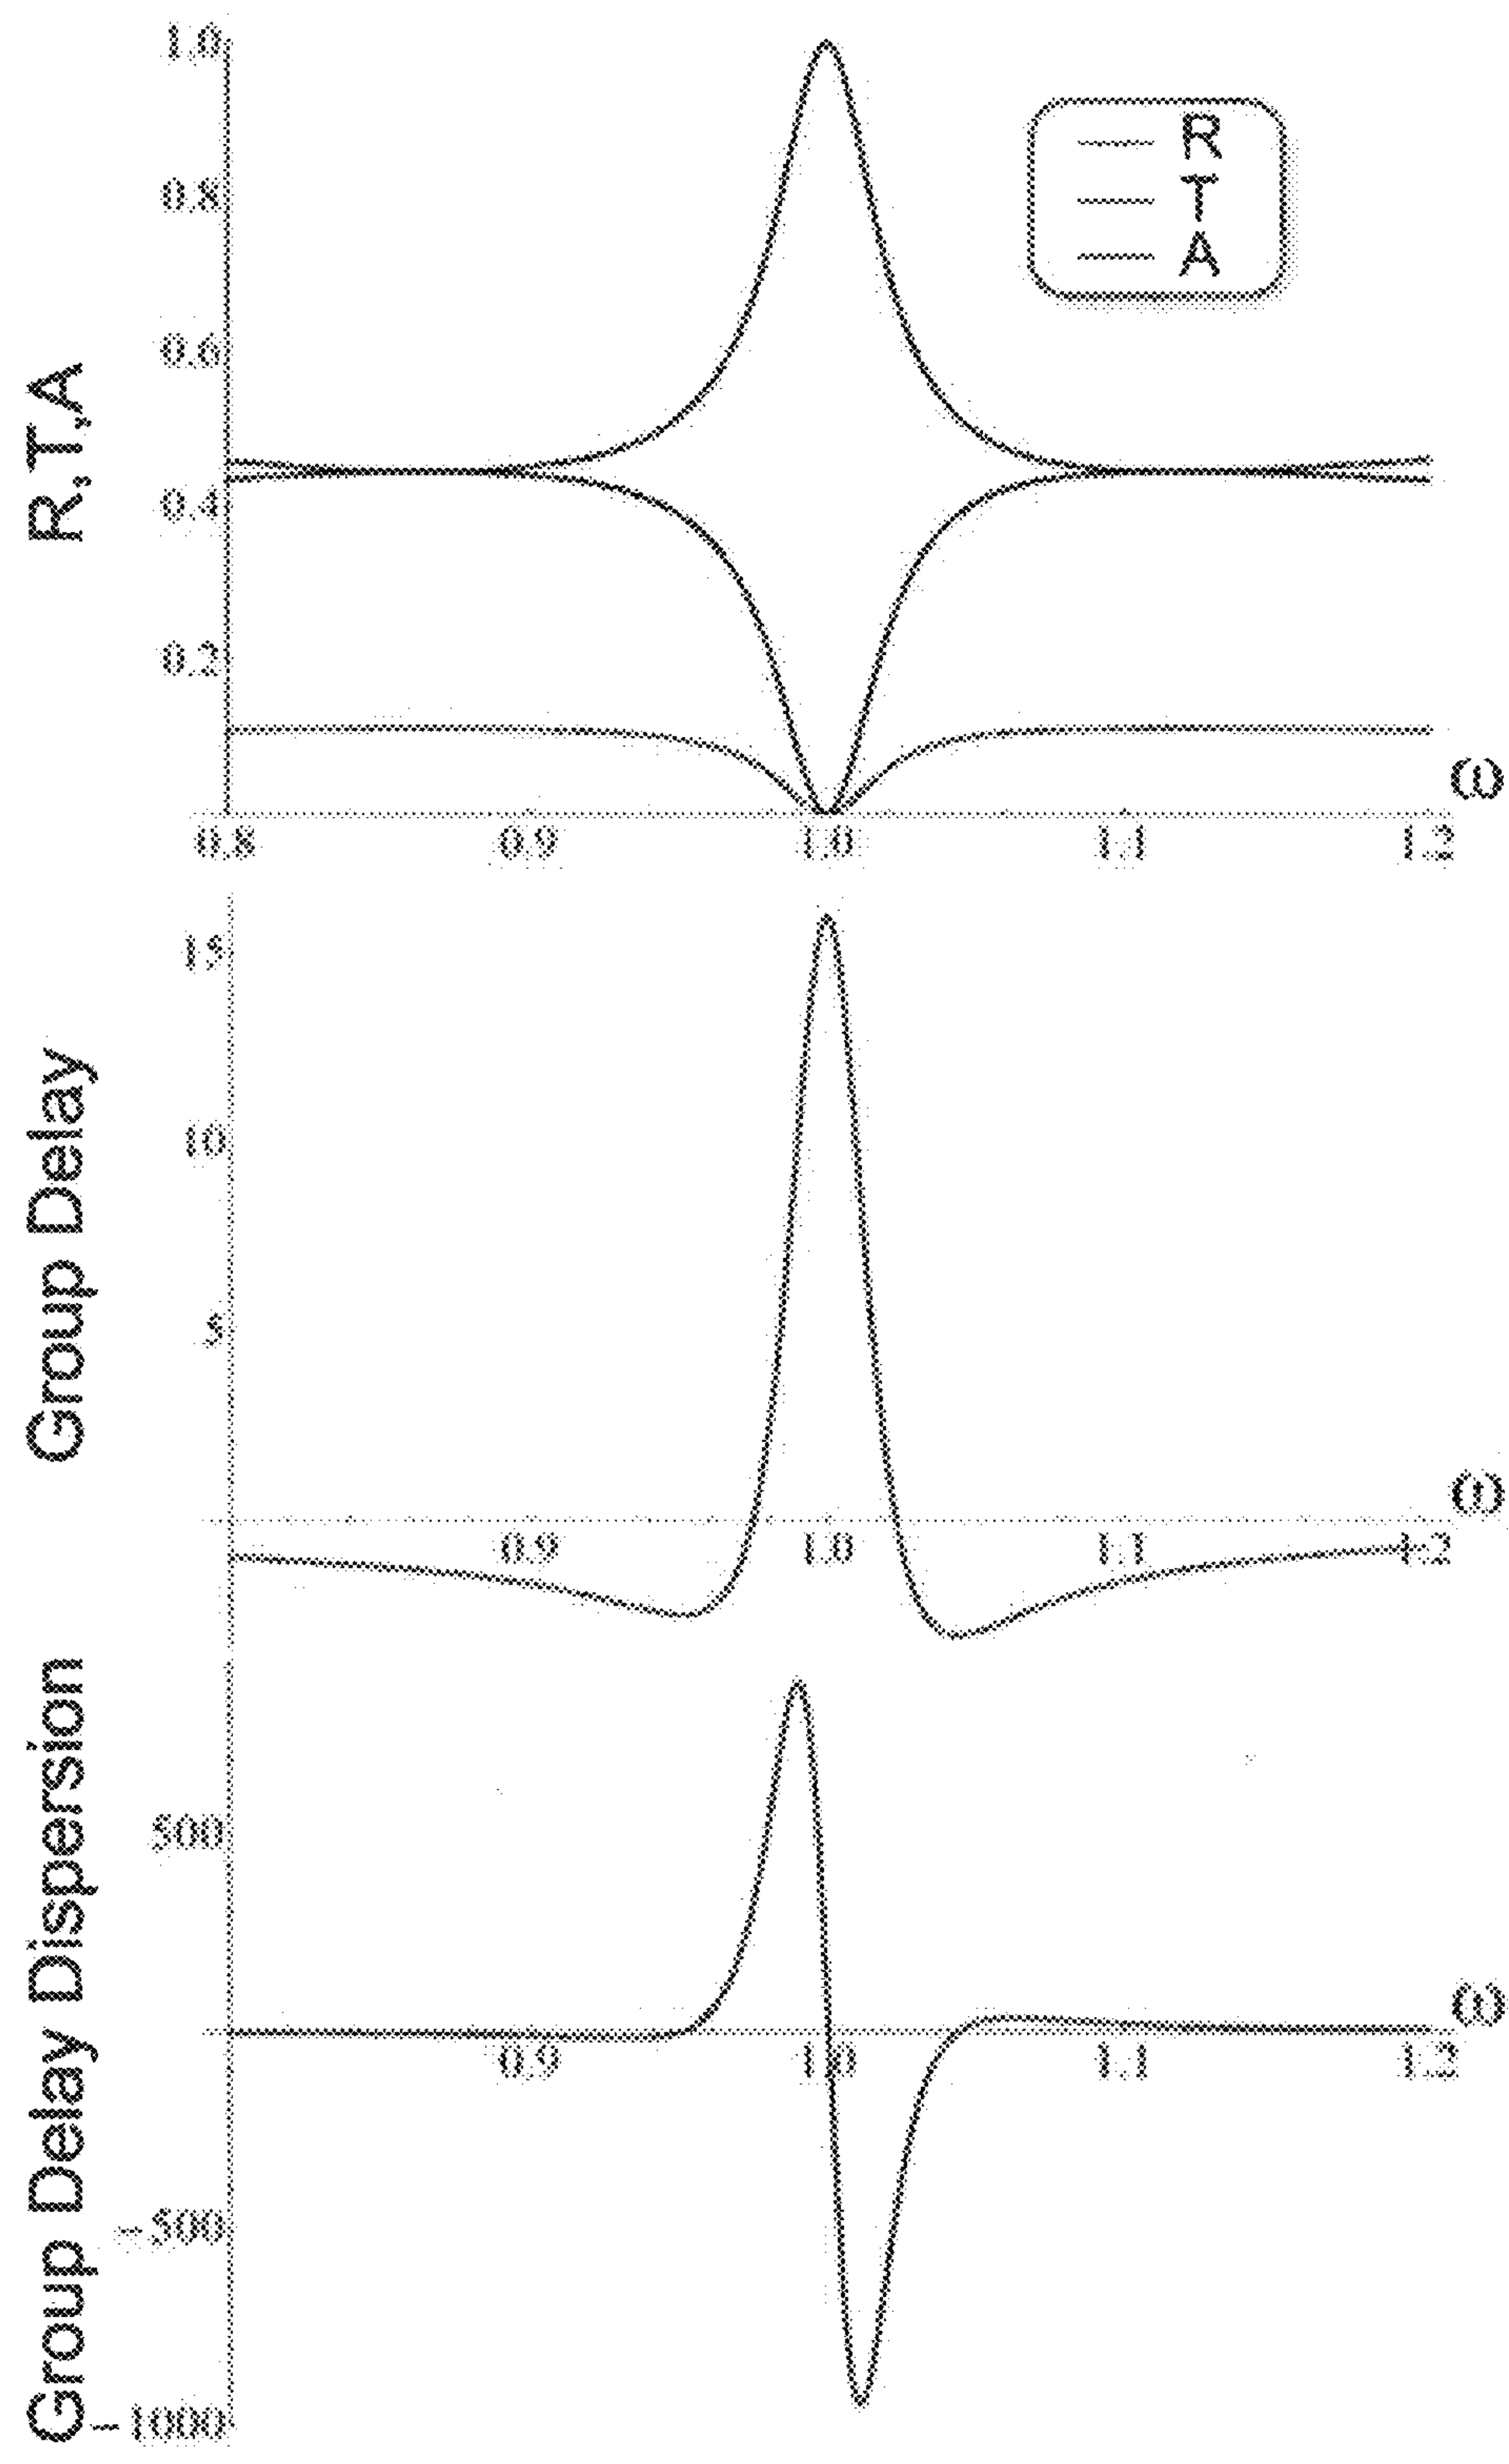 R,T,A
1.0
0.8
0.6
0.4
0.2
R
T
A
0.8 0.9 1.0 1.1 1.2
ω
Group Delay
15
10
5
0.9 1.0 1.1 1.2
ω
Group Delay Dispersion
500
-500
-1000
0.9 1.0 1.1 1.2
ω